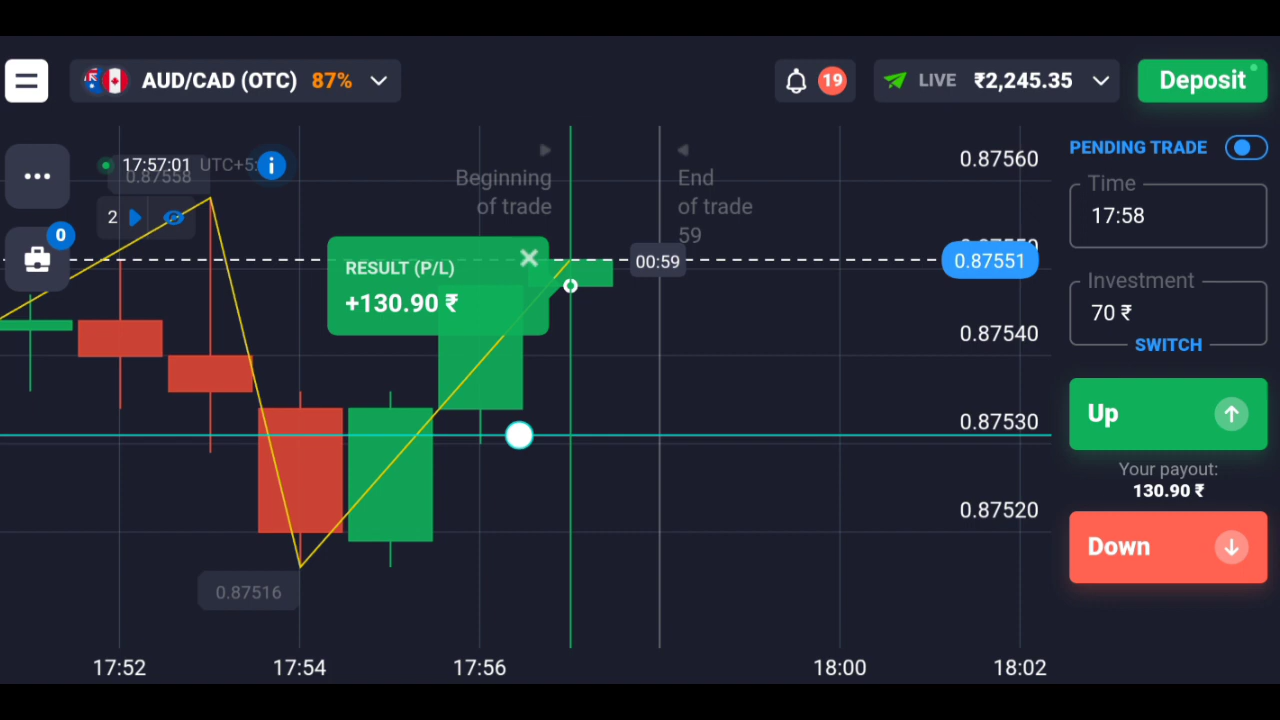 AUD/CAD (OTC) 87%
19
LIVE ₹2,245.35
Deposit
17:57:01 UTC+5:
0.87558
2
0
Beginning
of trade
End
of trade
59
RESULT (P/L)
+130.90 ₹
00:59
0.87560
0.87550
0.87551
0.87540
0.87530
0.87520
0.87516
17:52
17:54
17:56
18:00
18:02
PENDING TRADE
Time
17:58
Investment
70 ₹
SWITCH
Up
Your payout:
130.90 ₹
Down